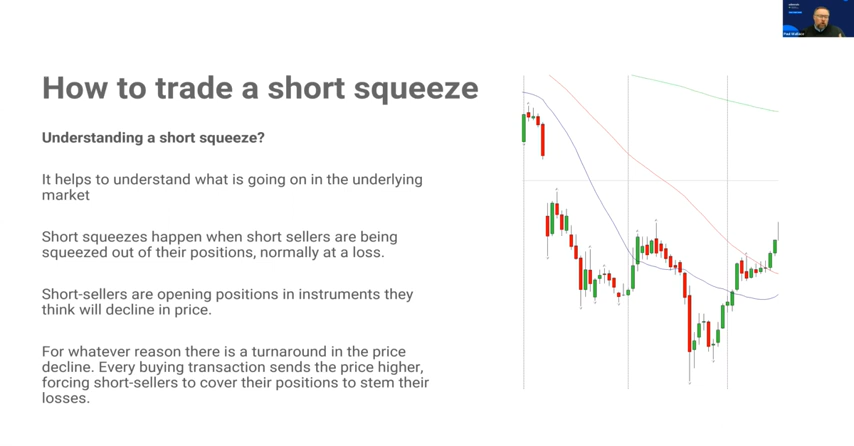 How to trade a short squeeze
Understanding a short squeeze?
It helps to understand what is going on in the underlying
market
Short squeezes happen when short sellers are being
squeezed out of their positions, normally at a loss.
Short-sellers are opening positions in instruments they
think will decline in price.
For whatever reason there is a turnaround in the price
decline. Every buying transaction sends the price higher,
forcing short-sellers to cover their positions to stem their
losses.
Paul Wallace